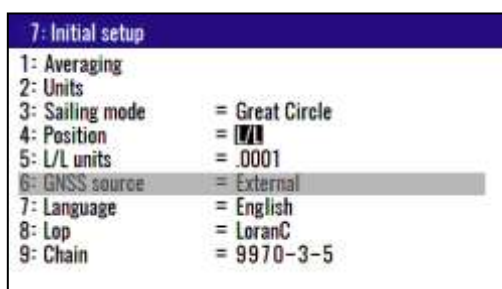 7: Initial setup
1: Averaging
2: Units
3: Sailing mode = Great Circle
4: Position = L/L
5: L/L units = .0001
6: GNSS source = External
7: Language = English
8: Lop = LoranC
9: Chain = 9970-3-5